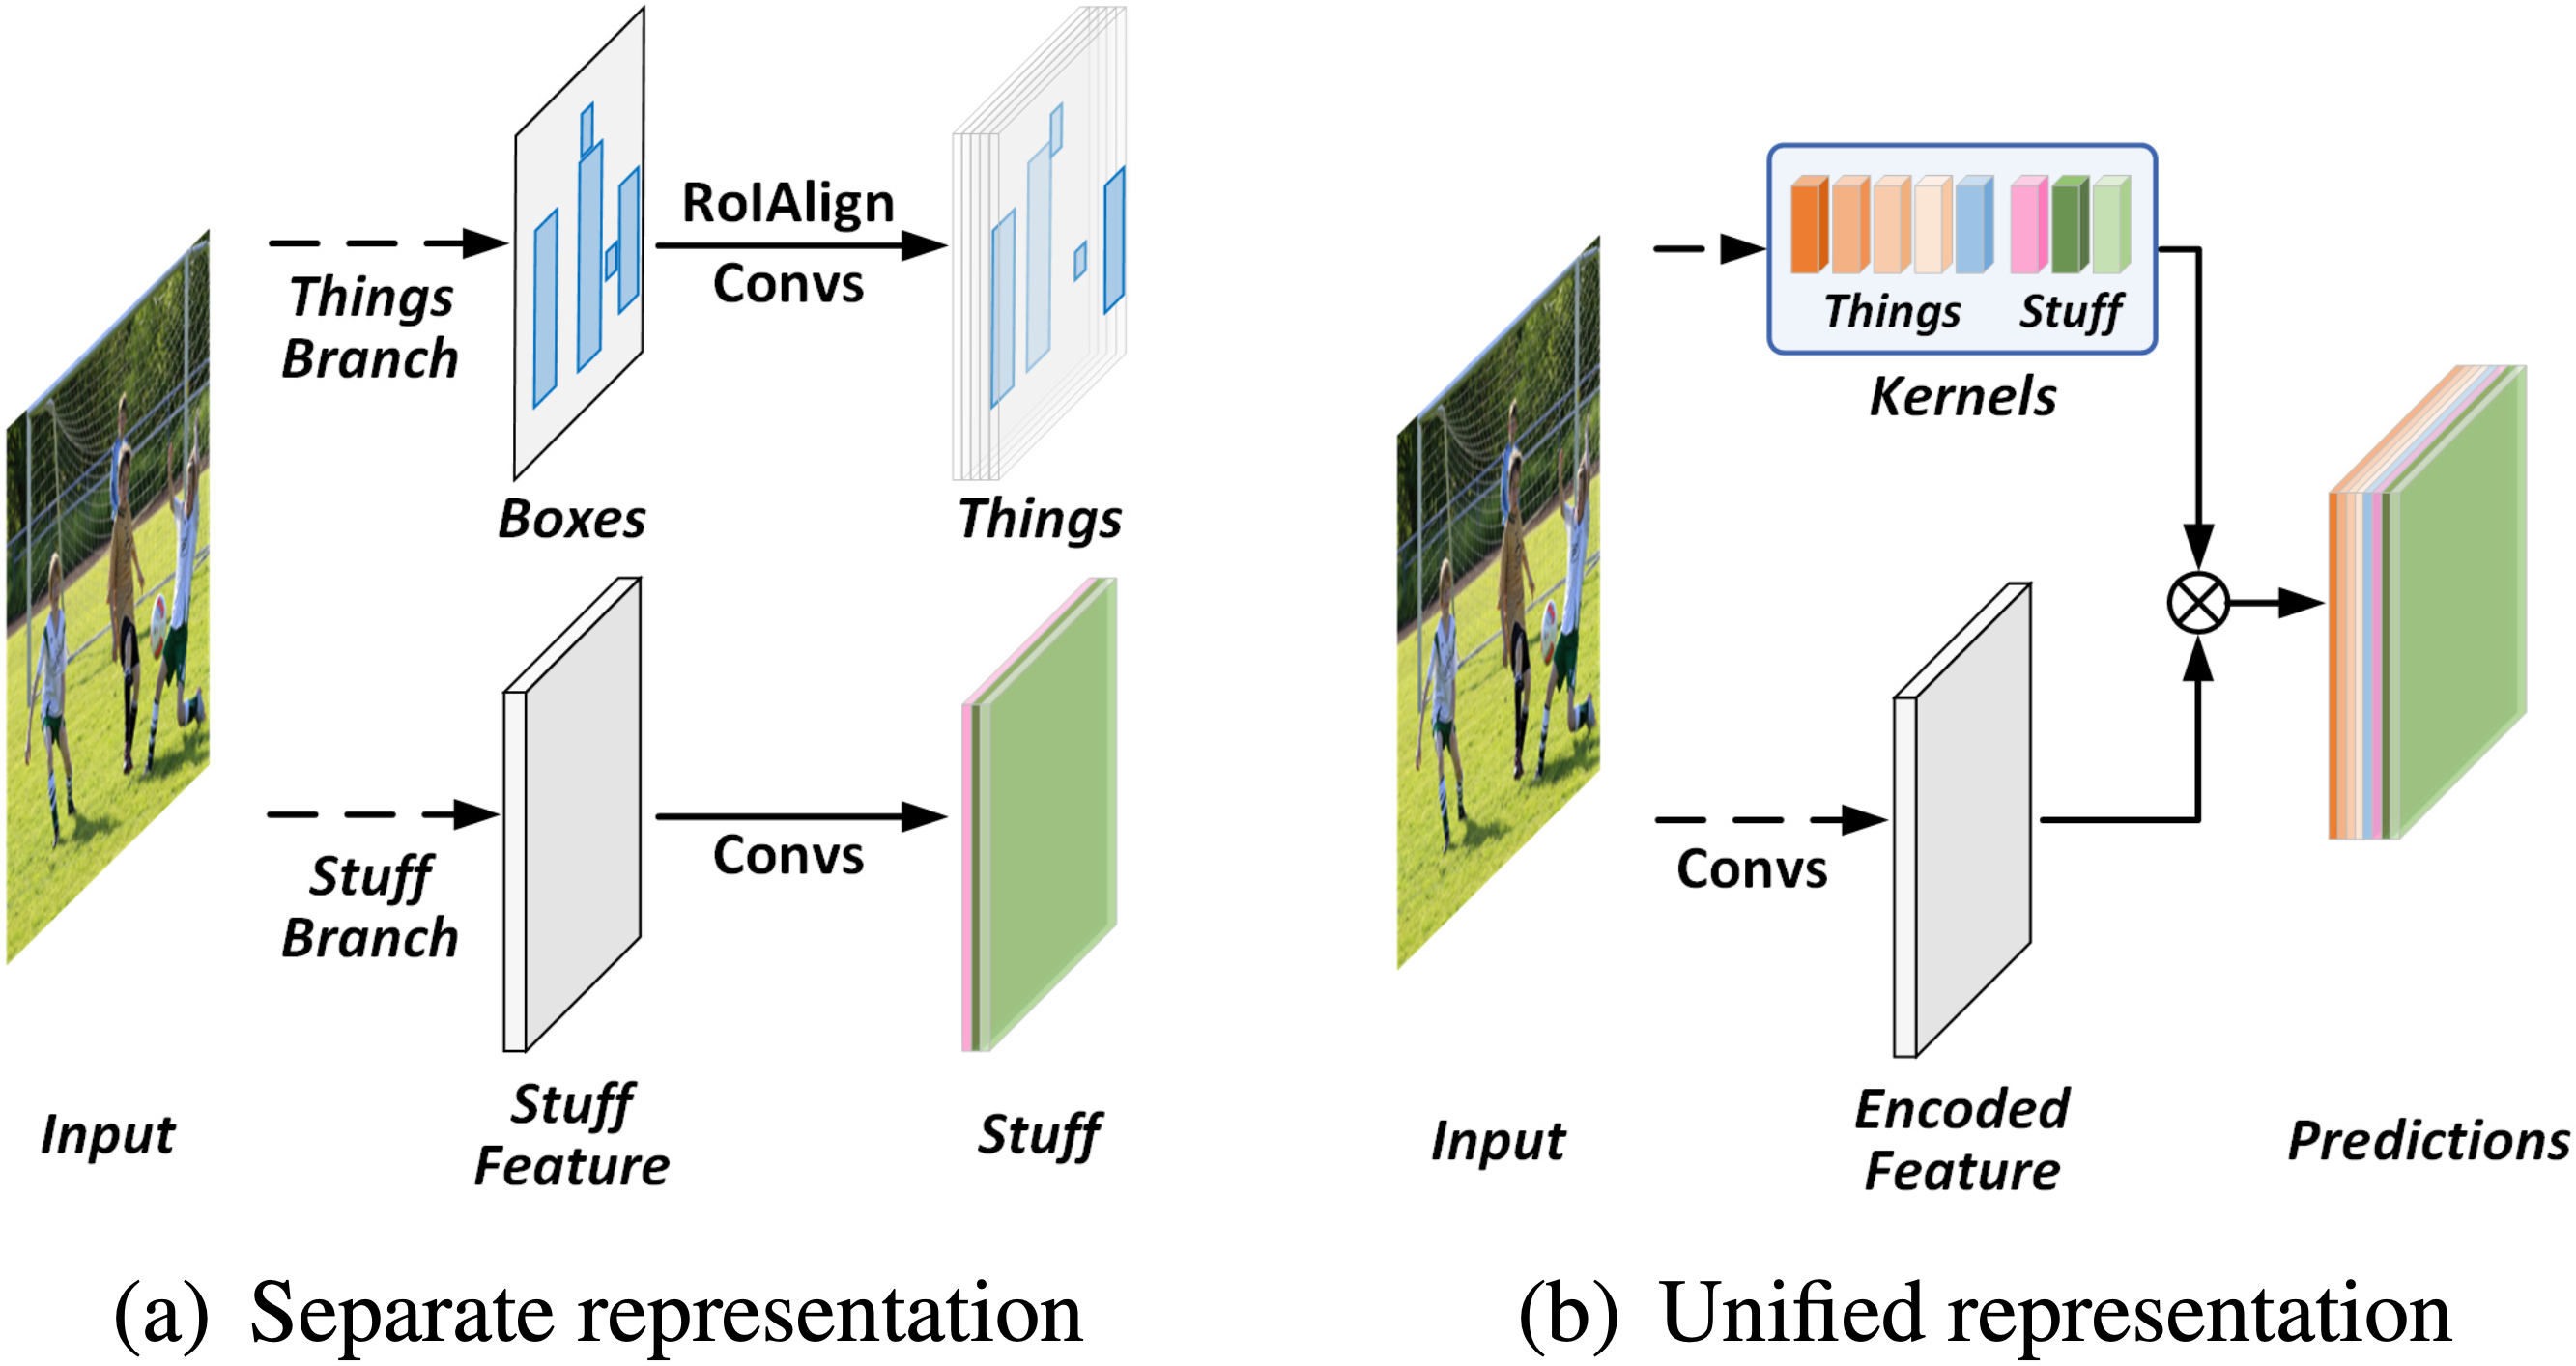 Things
Branch
Boxes
RoIAlign
Convs
Things
Stuff
Branch
Stuff
Feature
Convs
Stuff
Input
(a) Separate representation
Things Stuff
Kernels
Convs
Encoded
Feature
Input
Predictions
(b) Unified representation